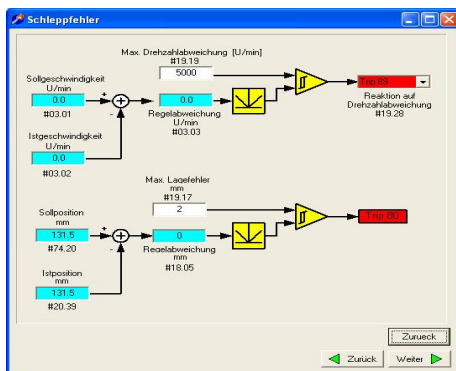 Schleppfehler
Max. Drehzahlabweichung [U/min]
#19.19
5000
Sollgeschwindigkeit
U/min
0.0
#03.01
+
-
0.0
Regelabweichung
U/min
#03.03
Trip 89
Reaktion auf
Drehzahlabweichung
#19.28
Istgeschwindigkeit
U/min
0.0
#03.02
Max. Lagefehler
mm
#19.17
2
Sollposition
mm
131.5
#74.20
+
-
0
Regelabweichung
mm
#18.05
Trip 80
Istposition
mm
131.5
#20.39
Zurueck
Zurück
Weiter